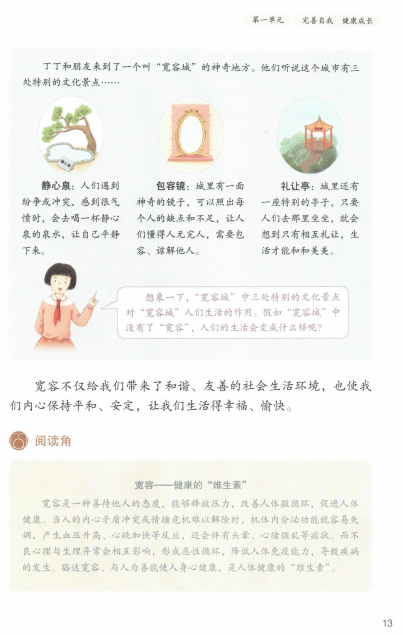 第一单元 完善自我 健康成长
丁丁和朋友来到了一个叫“宽容城”的神奇地方。他们听说这个城市有三
处特别的文化景点……
静心泉：人们遇到
纷争或冲突，感到很气
愤时，会去喝一杯静心
泉的泉水，让自己平静
下来。
包容镜：城里有一面
神奇的镜子，可以照出每
个人的缺点和不足，让人
们懂得人无完人，需要包
容、谅解他人。
礼让亭：城里还有
一座特别的亭子，只要
人们去那里坐坐，就会
想到只有相互礼让，生
活才能和和美美。
想象一下，“宽容城”中三处特别的文化景点
对“宽容城”人们生活的作用。假如“宽容城”中
没有了“宽容”，人们的生活会变成什么样呢？
宽容不仅给我们带来了和谐、友善的社会生活环境，也使我
们内心保持平和、安定，让我们生活得幸福、愉快。
阅读角
宽容——健康的“维生素”
宽容是一种善待他人的态度，能够释放压力，改善人体微循环，促进人体
健康。当人的内心矛盾冲突或情绪危机难以解除时，机体内分泌功能就容易失
调，产生血压升高、心跳加快等反应，还会伴有头晕、心绪烦乱等症状。而不
良心理与生理异常会相互影响，形成恶性循环，降低人体免疫能力，导致疾病
的发生。豁达宽容、与人为善能使人身心健康，是人体健康的“维生素”。
13